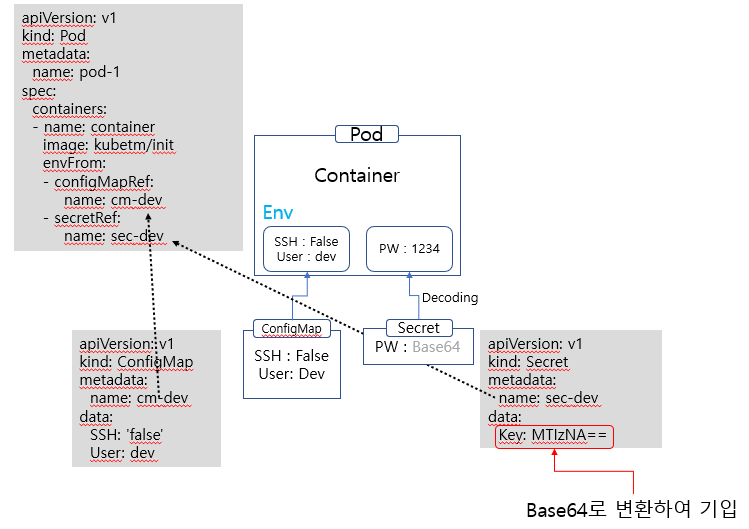 apiVersion: v1
kind: Pod
metadata:
name: pod-1
spec:
containers:
- name: container
image: kubetm/init
envFrom:
- configMapRef:
name: cm-dev
- secretRef:
name: sec-dev
Pod
Container
Env
SSH : False
User : dev
PW : 1234
Decoding
ConfigMap
SSH : False
User: Dev
Secret
PW : Base64
apiVersion: v1
kind: ConfigMap
metadata:
name: cm-dev
data:
SSH: 'false'
User: dev
apiVersion: v1
kind: Secret
metadata:
name: sec-dev
data:
Key: MTIzNA==
Base64로 변환하여 기입